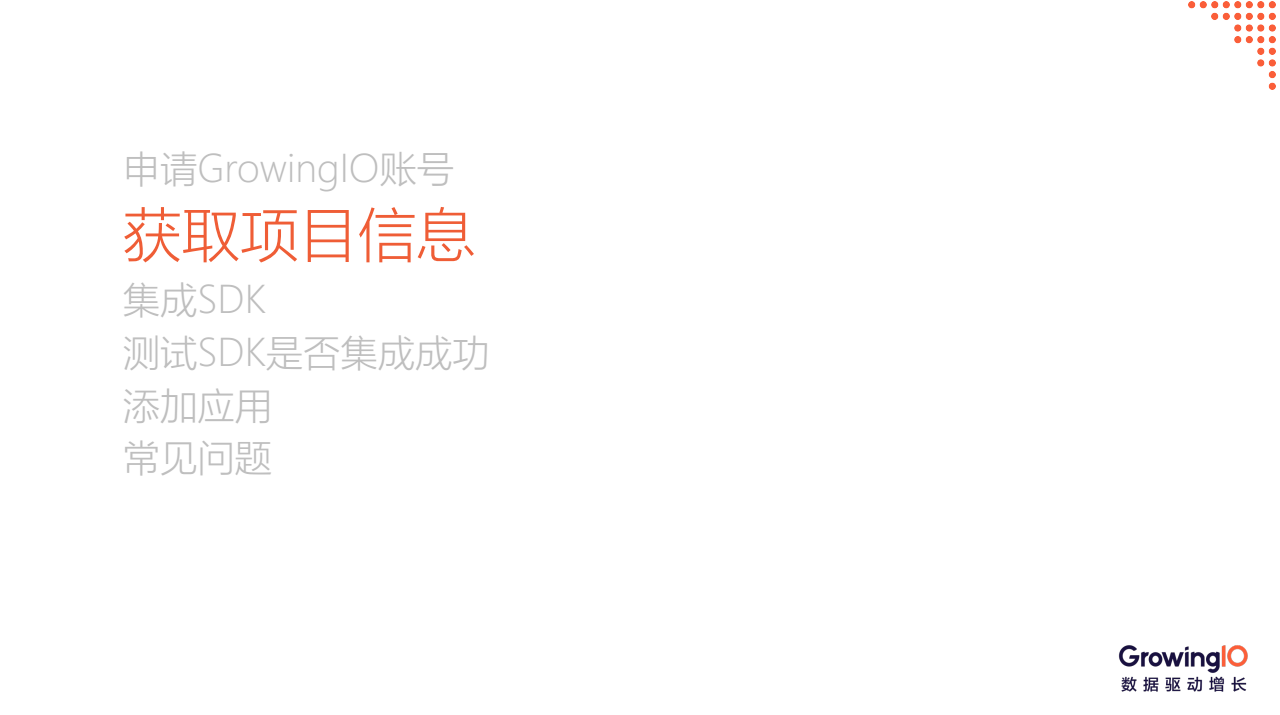 申请GrowingIO账号
获取项目信息
集成SDK
测试SDK是否集成成功
添加应用
常见问题
GrowingIO
数据驱动增长